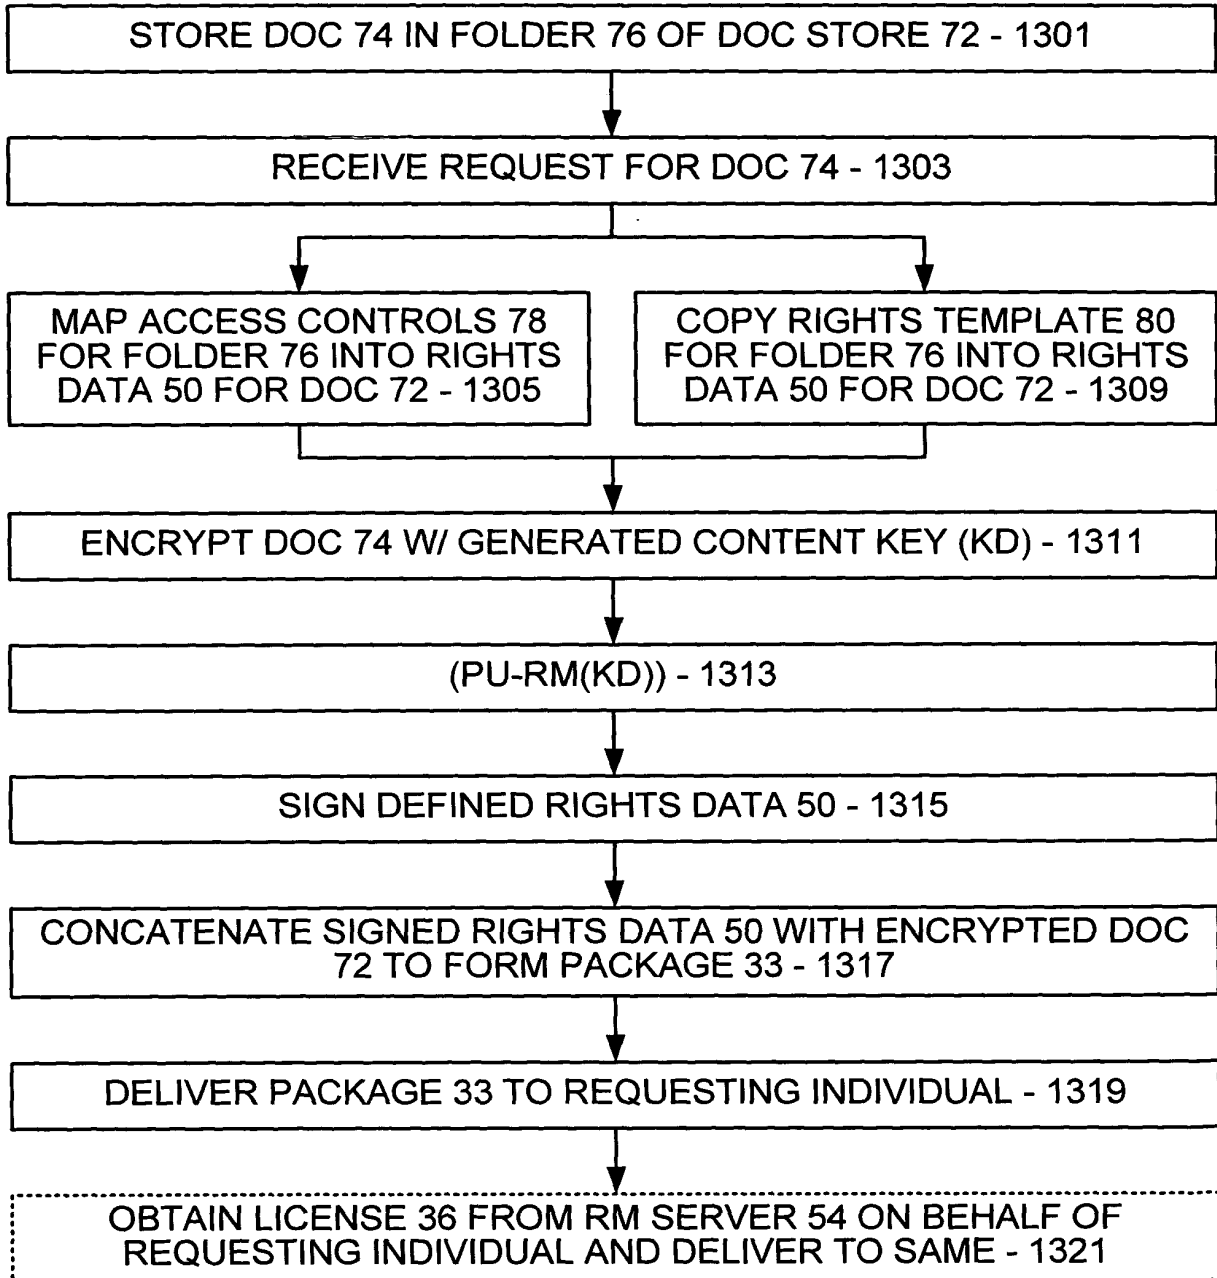 STORE DOC 74 IN FOLDER 76 OF DOC STORE 72 - 1301
RECEIVE REQUEST FOR DOC 74 - 1303
MAP ACCESS CONTROLS 78
FOR FOLDER 76 INTO RIGHTS
DATA 50 FOR DOC 72 - 1305
COPY RIGHTS TEMPLATE 80
FOR FOLDER 76 INTO RIGHTS
DATA 50 FOR DOC 72 - 1309
ENCRYPT DOC 74 W/ GENERATED CONTENT KEY (KD) - 1311
(PU-RM(KD)) - 1313
SIGN DEFINED RIGHTS DATA 50 - 1315
CONCATENATE SIGNED RIGHTS DATA 50 WITH ENCRYPTED DOC
72 TO FORM PACKAGE 33 - 1317
DELIVER PACKAGE 33 TO REQUESTING INDIVIDUAL - 1319
OBTAIN LICENSE 36 FROM RM SERVER 54 ON BEHALF OF
REQUESTING INDIVIDUAL AND DELIVER TO SAME - 1321